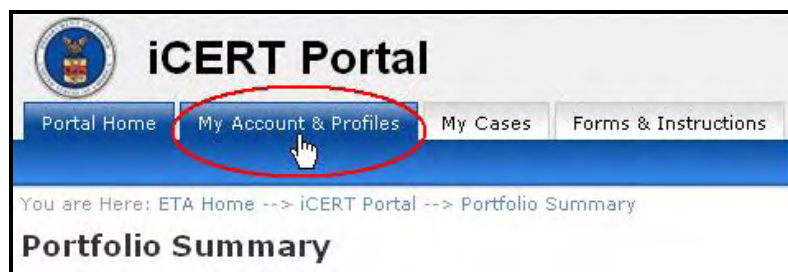 iCERT Portal
Portal Home My Account & Profiles My Cases Forms & Instructions
You are Here: ETA Home --> iCERT Portal --> Portfolio Summary
Portfolio Summary